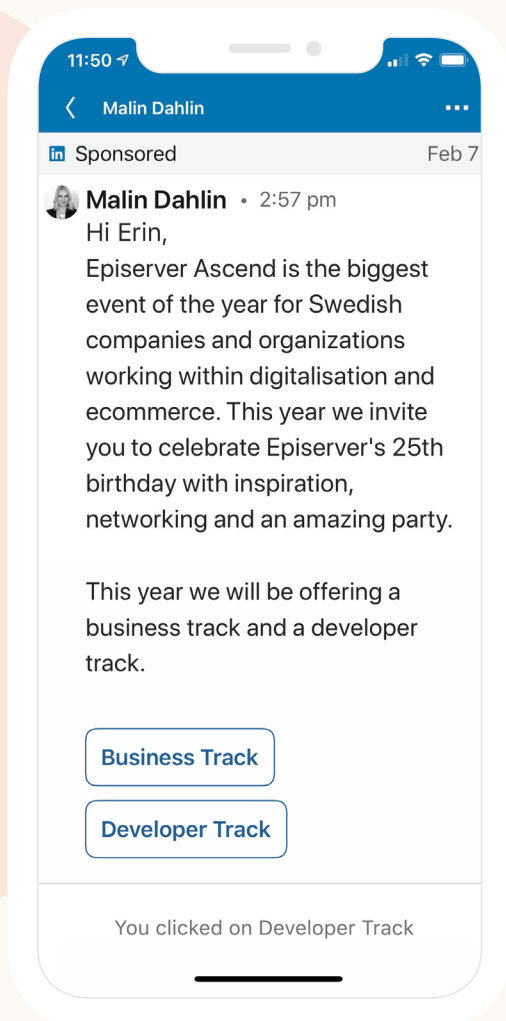 11:50
Malin Dahlin
in Sponsored Feb 7
Malin Dahlin • 2:57 pm
Hi Erin,
Episerver Ascend is the biggest
event of the year for Swedish
companies and organizations
working within digitalisation and
ecommerce. This year we invite
you to celebrate Episerver's 25th
birthday with inspiration,
networking and an amazing party.
This year we will be offering a
business track and a developer
track.
Business Track
Developer Track
You clicked on Developer Track